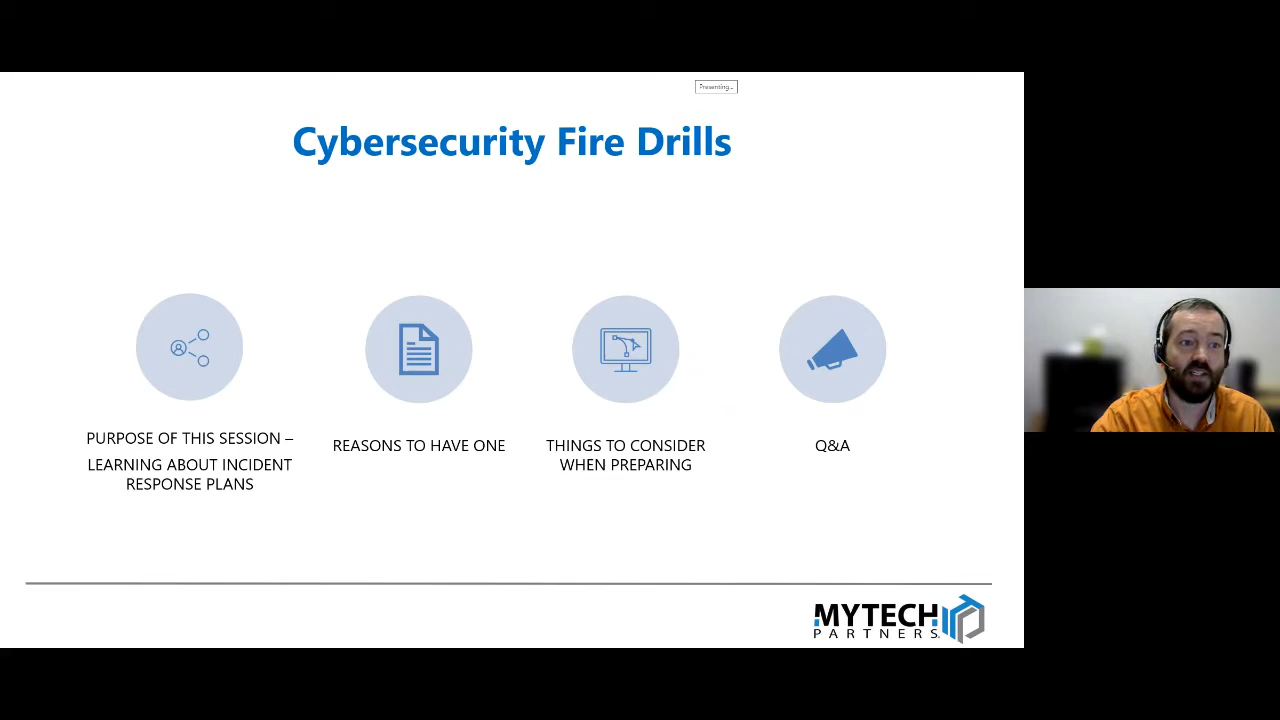 Presenting...
Cybersecurity Fire Drills
PURPOSE OF THIS SESSION –
LEARNING ABOUT INCIDENT
RESPONSE PLANS
REASONS TO HAVE ONE
THINGS TO CONSIDER
WHEN PREPARING
Q&A
MYTECH
PARTNERS